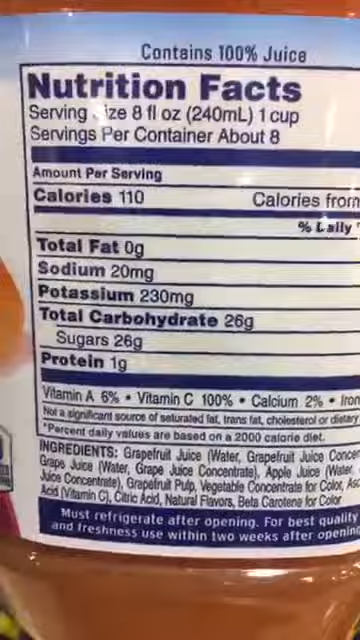 Contains 100% Juice
Nutrition Facts
Serving Size 8 fl oz (240mL) 1 cup
Servings Per Container About 8
Amount Per Serving
Calories 110 Calories from
% Daily
Total Fat 0g
Sodium 20mg
Potassium 230mg
Total Carbohydrate 26g
Sugars 26g
Protein 1g
Vitamin A 6% • Vitamin C 100% • Calcium 2% • Iron
Not a significant source of saturated fat, trans fat, cholesterol or dietary
*Percent daily values are based on a 2000 calorie diet.
INGREDIENTS: Grapefruit Juice (Water, Grapefruit Juice Concen
Grape Juice (Water, Grape Juice Concentrate), Apple Juice (Water,
Juice Concentrate), Grapefruit Pulp, Vegetable Concentrate for Color, Asc
Acid (Vitamin C), Citric Acid, Natural Flavors, Beta Carotene for Color
Must refrigerate after opening. For best quality
and freshness use within two weeks after opening